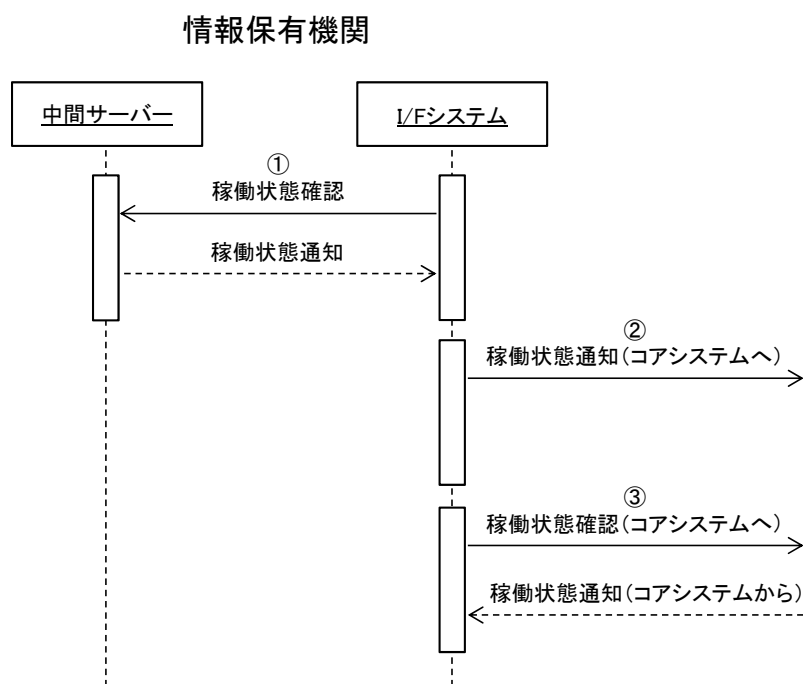 情報保有機関
中間サーバー
I/Fシステム
①
稼働状態確認
稼働状態通知
②
稼働状態通知(コアシステムへ)
③
稼働状態確認(コアシステムへ)
稼働状態通知(コアシステムから)